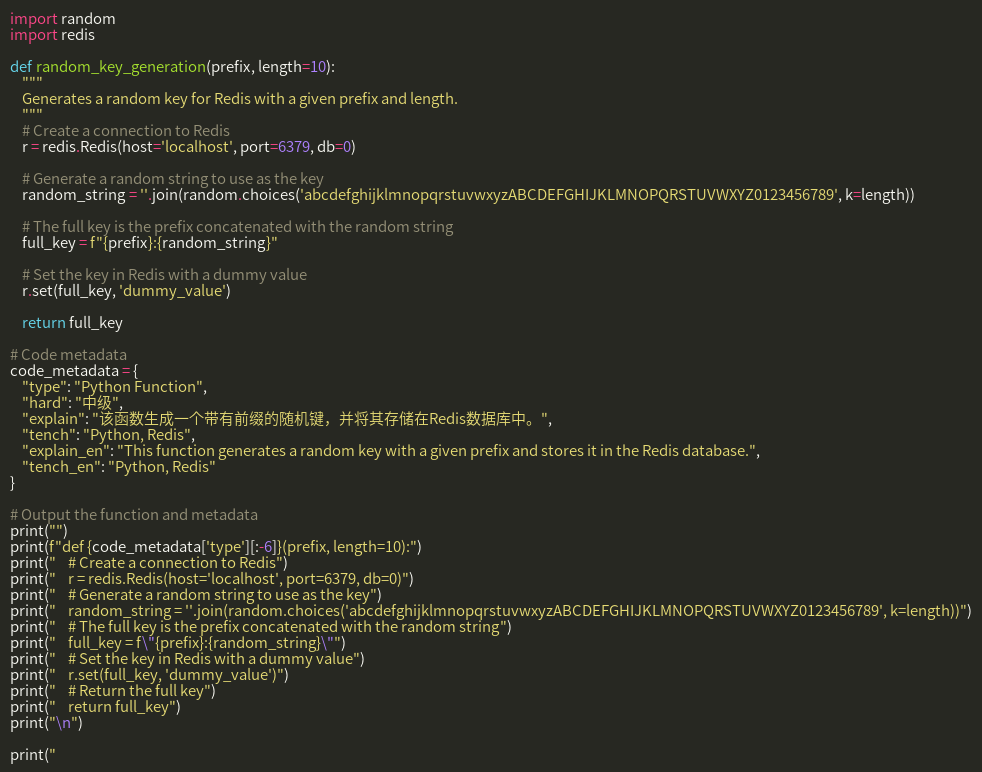 import random
import redis
def random_key_generation(prefix, length=10):
"""
Generates a random key for Redis with a given prefix and length.
"""
# Create a connection to Redis
r = redis.Redis(host='localhost', port=6379, db=0)
# Generate a random string to use as the key
random_string = ''.join(random.choices('abcdefghijklmnopqrstuvwxyzABCDEFGHIJKLMNOPQRSTUVWXYZ0123456789', k=length))
# The full key is the prefix concatenated with the random string
full_key = f"{prefix}:{random_string}"
# Set the key in Redis with a dummy value
r.set(full_key, 'dummy_value')
return full_key
# Code metadata
code_metadata = {
"type": "Python Function",
"hard": "中级",
"explain": "该函数生成一个带有前缀的随机键，并将其存储在Redis数据库中。",
"tench": "Python, Redis",
"explain_en": "This function generates a random key with a given prefix and stores it in the Redis database.",
"tench_en": "Python, Redis"
}
# Output the function and metadata
print("")
print(f"def {code_metadata['type'][:-6]}(prefix, length=10):")
print("    # Create a connection to Redis")
print("    r = redis.Redis(host='localhost', port=6379, db=0)")
print("    # Generate a random string to use as the key")
print("    random_string = ''.join(random.choices('abcdefghijklmnopqrstuvwxyzABCDEFGHIJKLMNOPQRSTUVWXYZ0123456789', k=length))")
print("    # The full key is the prefix concatenated with the random string")
print("    full_key = f\"{prefix}:{random_string}\"")
print("    # Set the key in Redis with a dummy value")
print("    r.set(full_key, 'dummy_value')")
print("    # Return the full key")
print("    return full_key")
print("\n")
print("